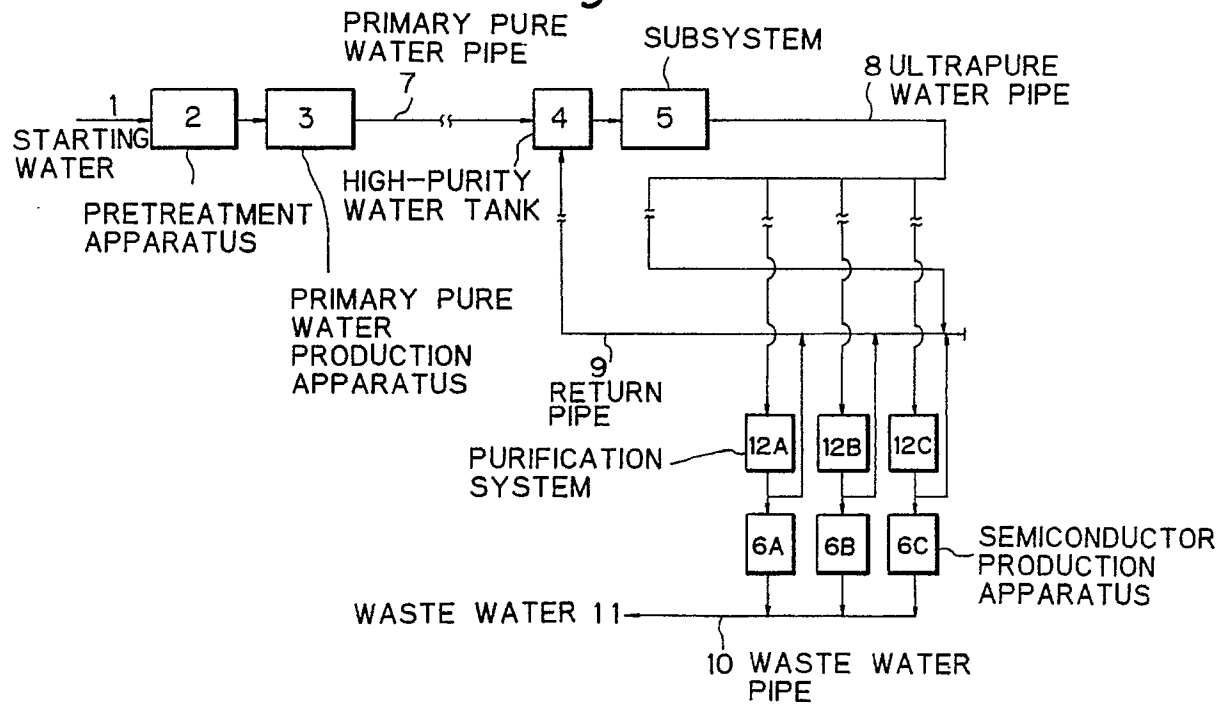 PRIMARY PURE
WATER PIPE
7
SUBSYSTEM
8 ULTRAPURE
WATER PIPE
1
STARTING
WATER
2
3
4
5
HIGH-PURITY
WATER TANK
PRETREATMENT
APPARATUS
PRIMARY PURE
WATER
PRODUCTION
APPARATUS
9
RETURN
PIPE
PURIFICATION
SYSTEM
12A
12B
12C
6A
6B
6C
SEMICONDUCTOR
PRODUCTION
APPARATUS
WASTE WATER 11
10 WASTE WATER
PIPE